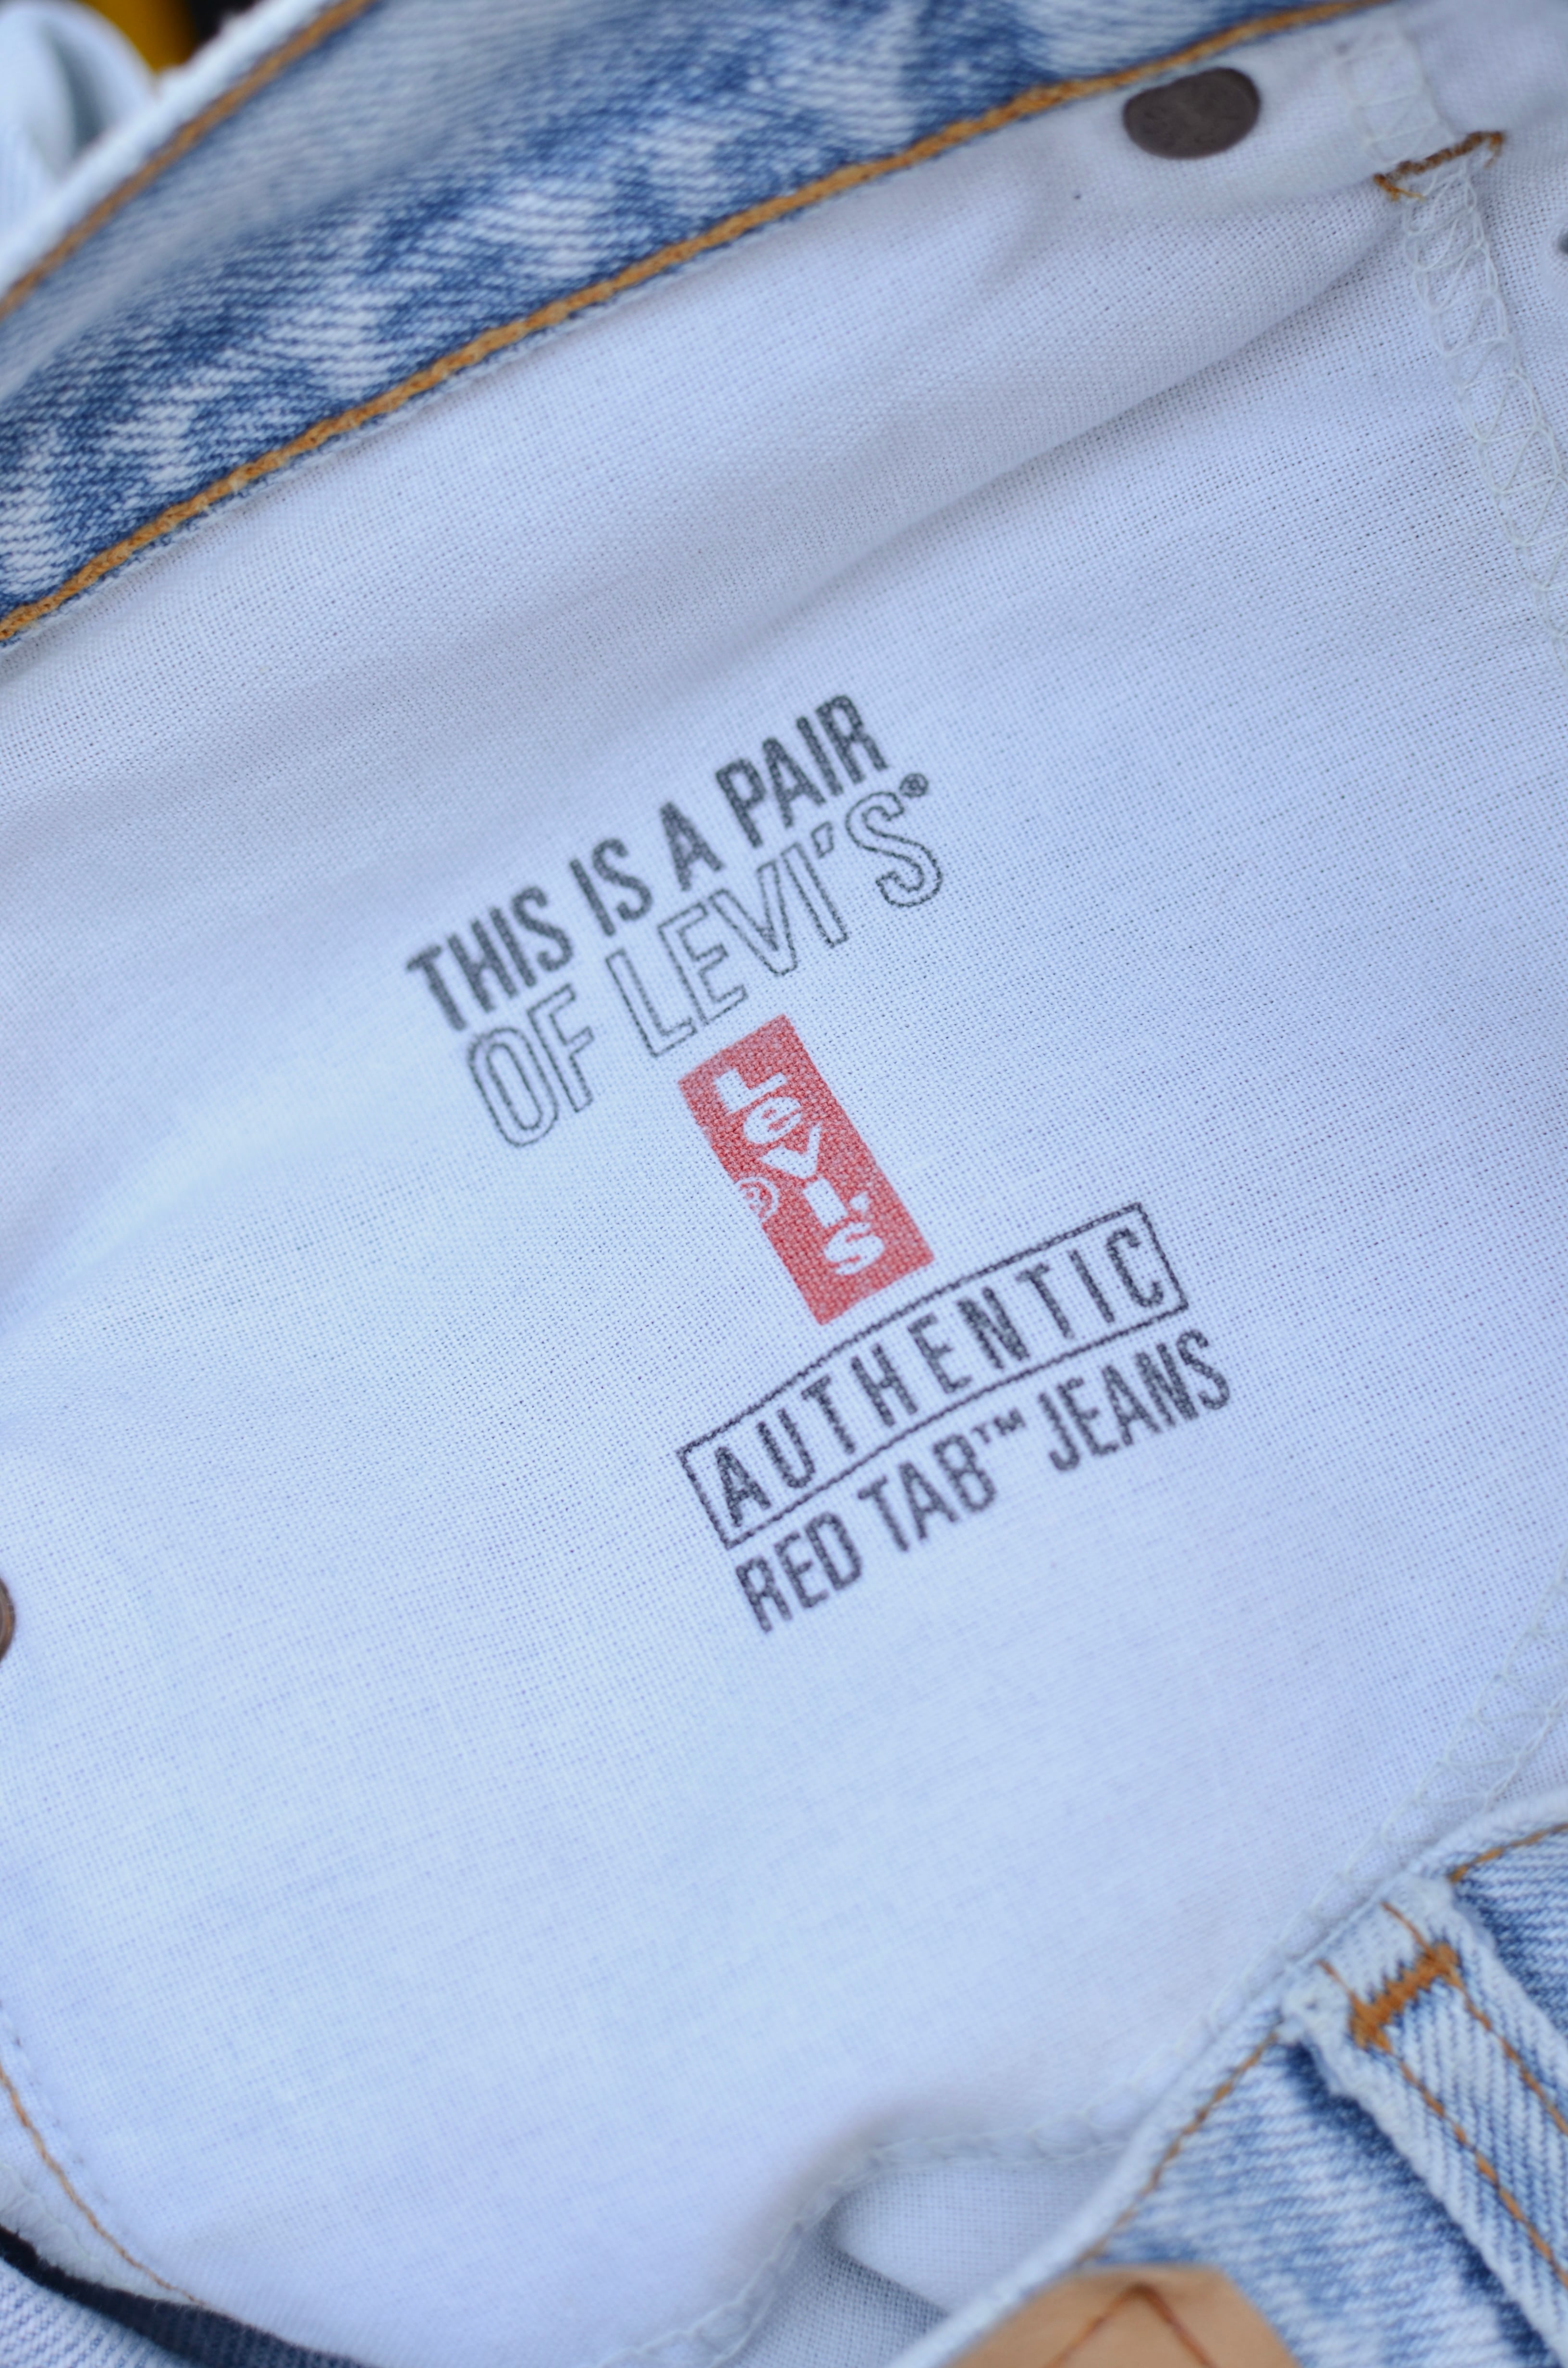 THIS IS A PAIR
OF LEVI'S®
Levi's
®
AUTHENTIC
RED TAB™ JEANS